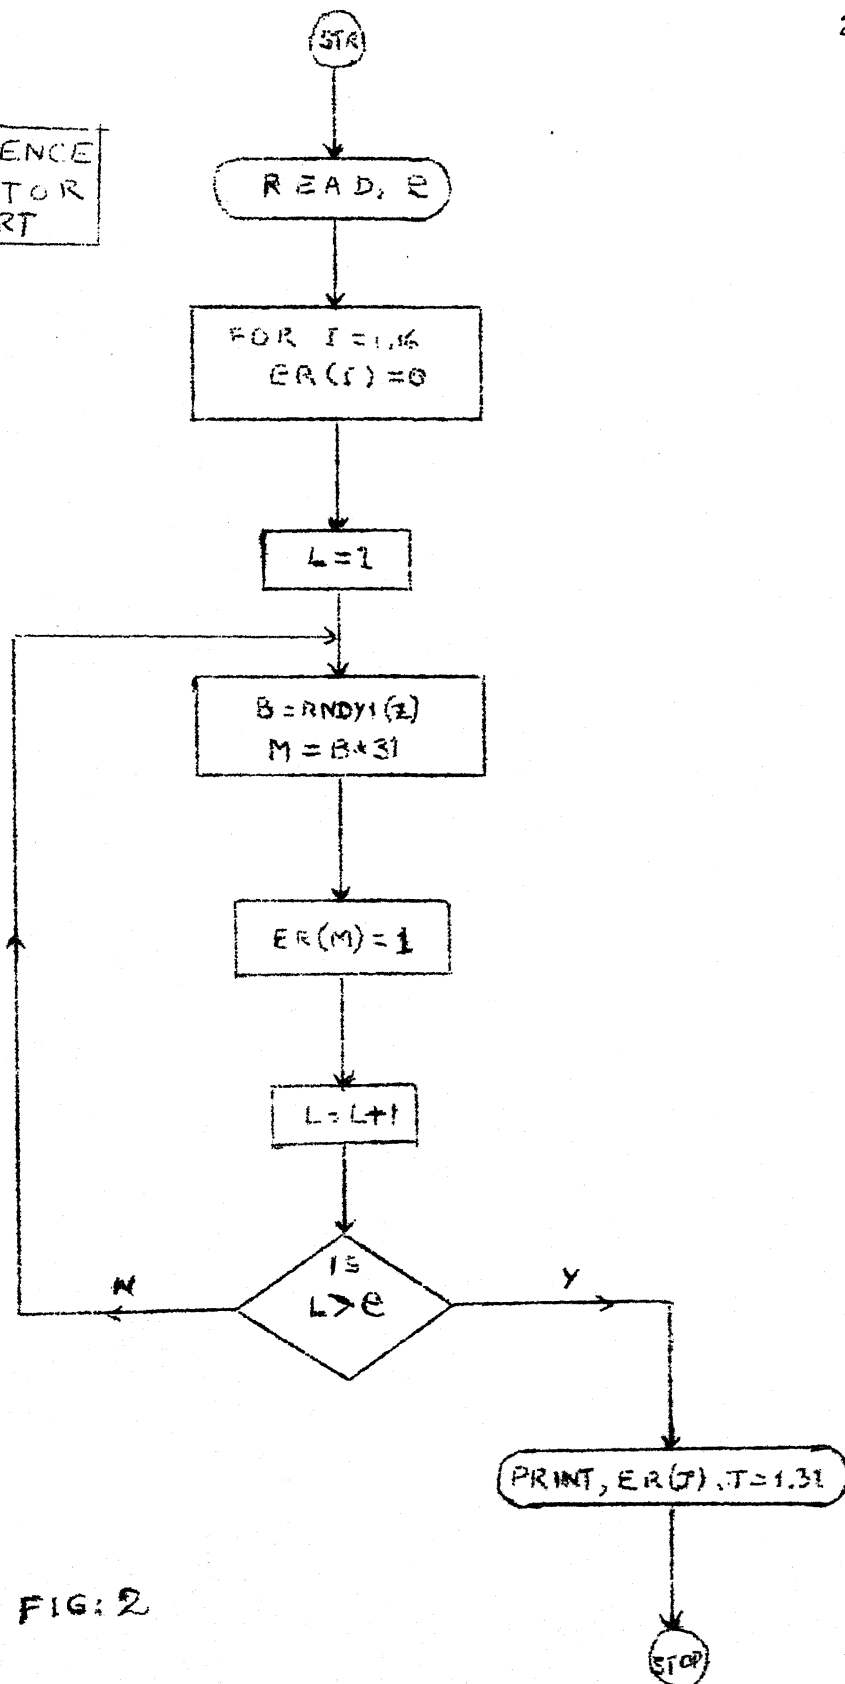 2
ENCE
TOR
RT
STR
READ, e
FOR I=1,16
ER(I)=0
L=1
B=RNDY1(Z)
M=B*31
ER(M)=1
L=L+1
IS
L>e
N
Y
PRINT, ER(J), J=1.31
STOP
FIG: 2